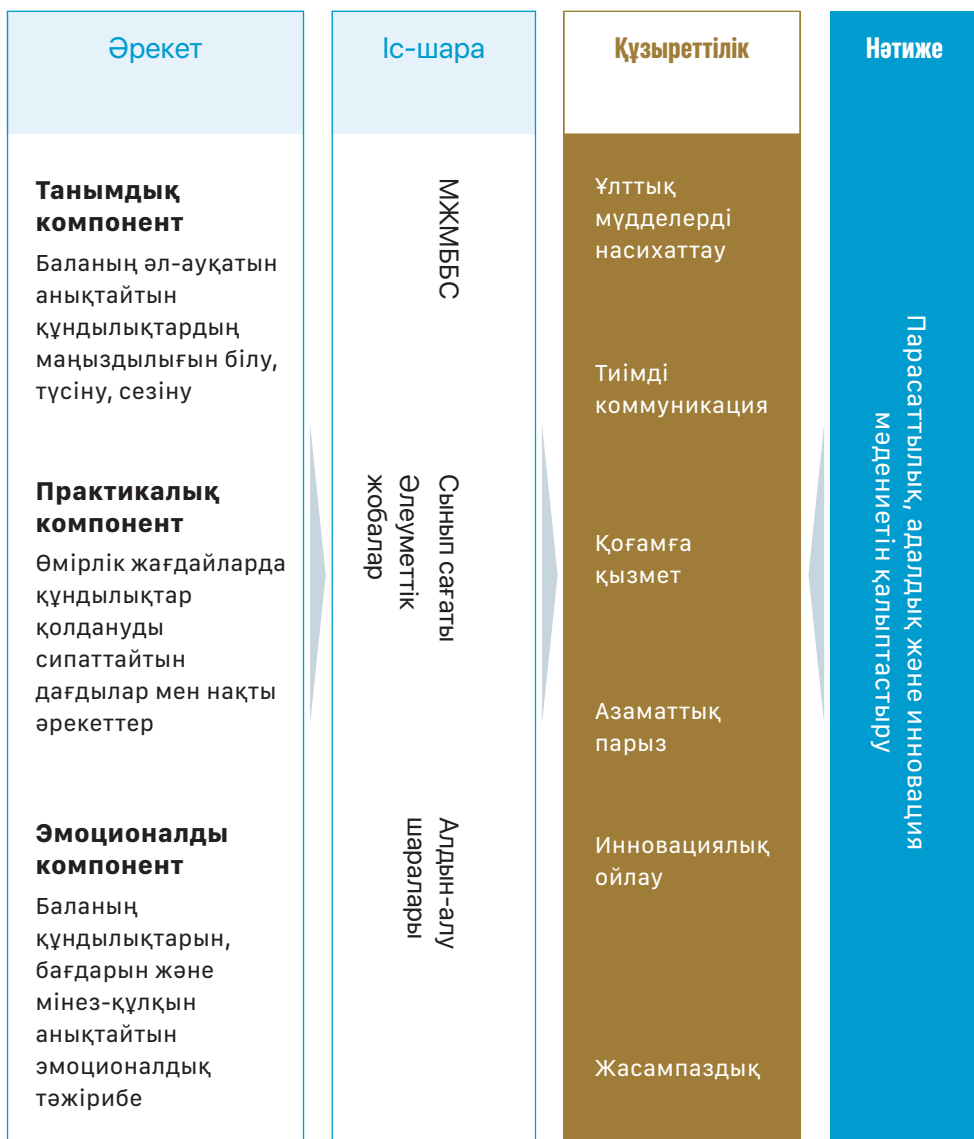 Әрекет
Танымдық
компонент
Баланың әл-ауқатын
анықтайтын
құндылықтардың
маңыздылығын білу,
түсіну, сезіну
Практикалық
компонент
Өмірлік жағдайларда
құндылықтар
қолдануды
сипаттайтын
дағдылар мен нақты
әрекеттер
Эмоционалды
компонент
Баланың
құндылықтарын,
бағдарын және
мінез-құлқын
анықтайтын
эмоционалдық
тәжірибе
Іс-шара
МЖМББС
Сынып сағаты
Әлеуметтік
жобалар
Алдын-алу
шаралары
Құзыреттілік
Ұлттық
мүдделерді
насихаттау
Тиімді
коммуникация
Қоғамға
қызмет
Азаматтық
парыз
Инновациялық
ойлау
Жасампаздық
Нәтиже
Парасаттылық, адалдық және инновация
мәдениетін қалыптастыру